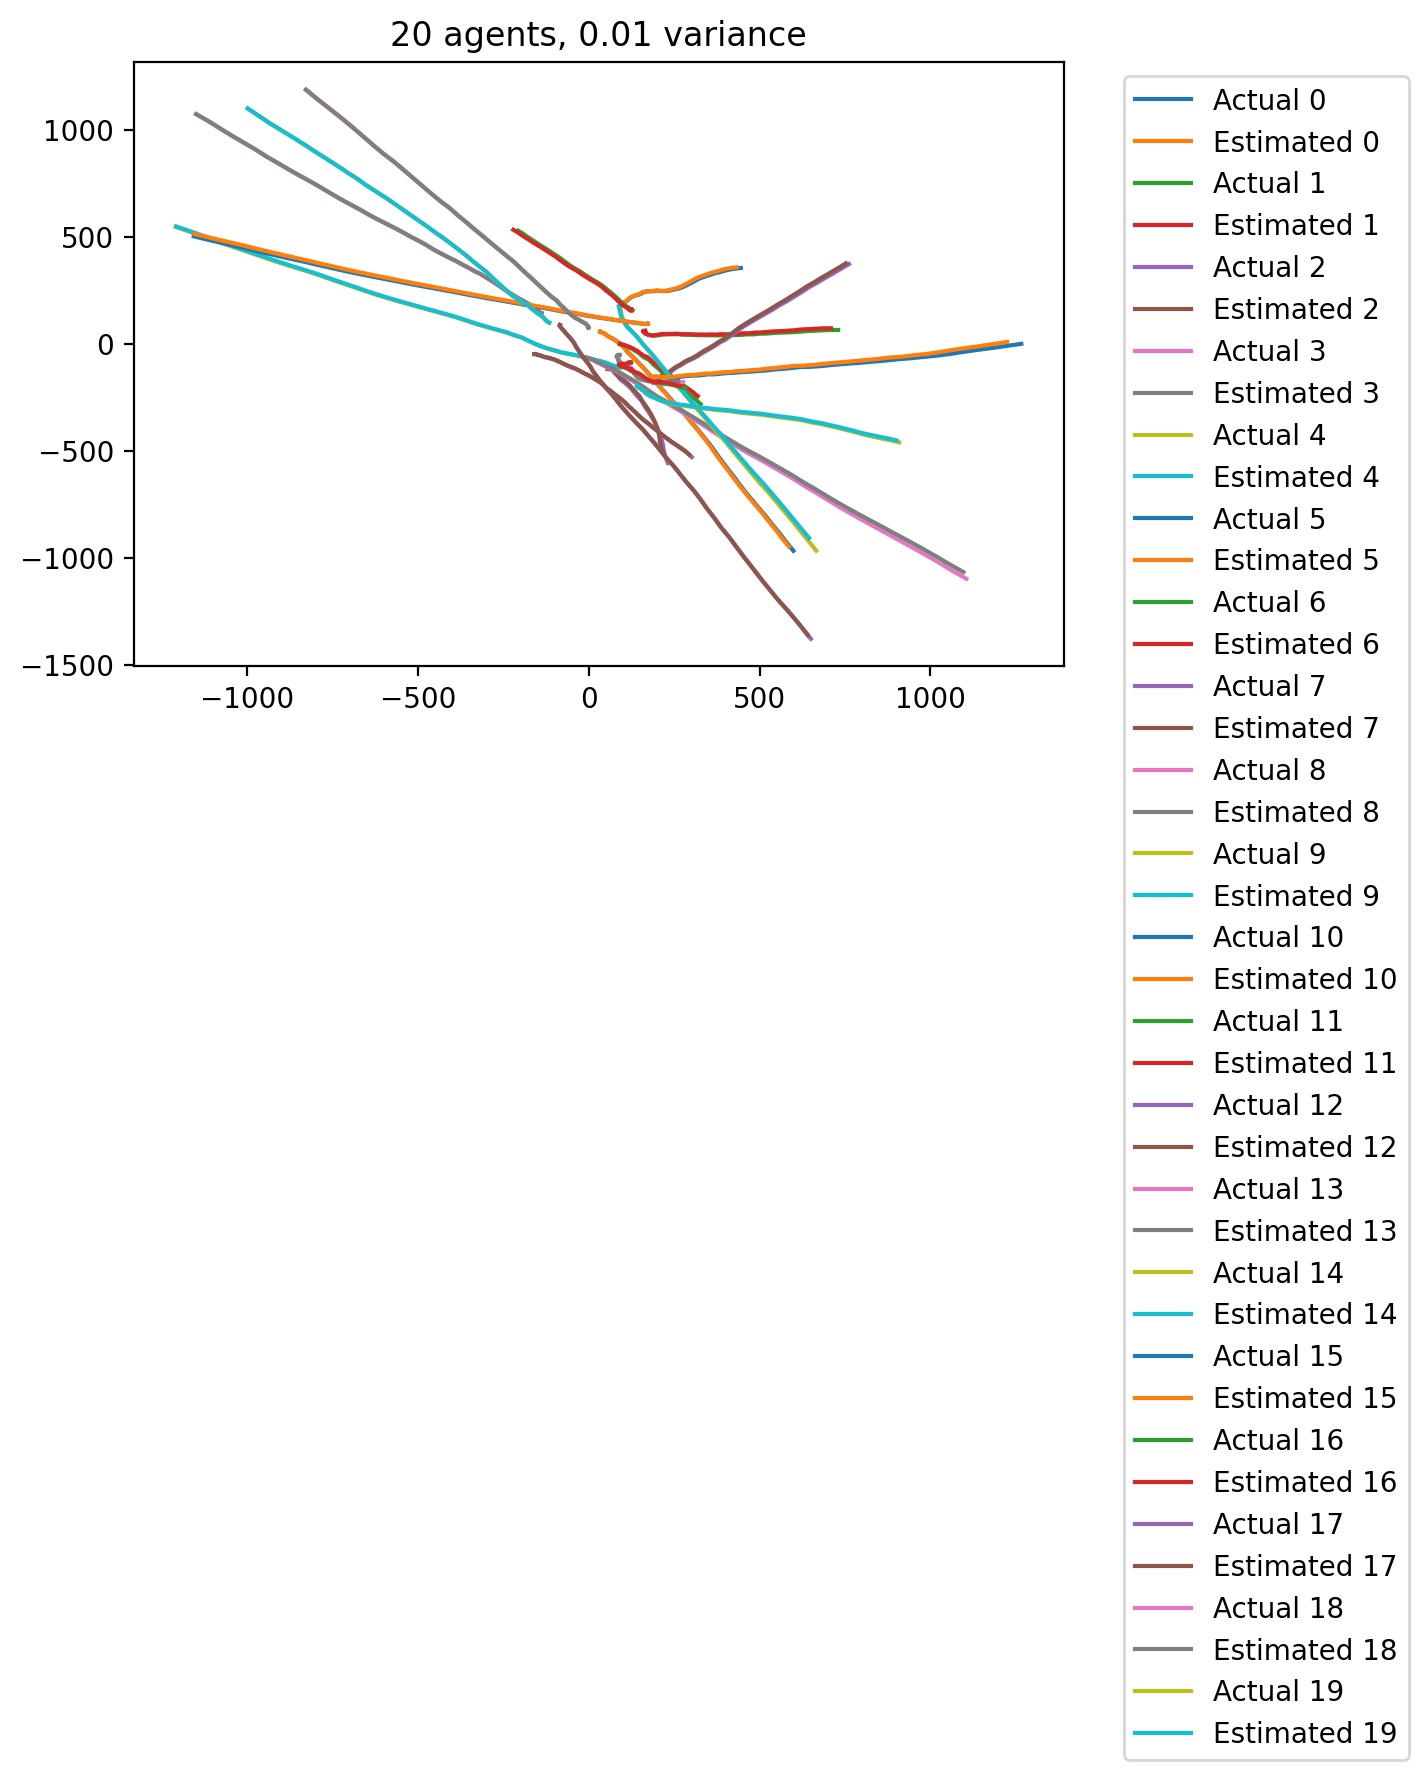 20 agents, 0.01 variance
1000
500
0
−500
−1000
−1500
−1000
−500
0
500
1000
Actual 0
Estimated 0
Actual 1
Estimated 1
Actual 2
Estimated 2
Actual 3
Estimated 3
Actual 4
Estimated 4
Actual 5
Estimated 5
Actual 6
Estimated 6
Actual 7
Estimated 7
Actual 8
Estimated 8
Actual 9
Estimated 9
Actual 10
Estimated 10
Actual 11
Estimated 11
Actual 12
Estimated 12
Actual 13
Estimated 13
Actual 14
Estimated 14
Actual 15
Estimated 15
Actual 16
Estimated 16
Actual 17
Estimated 17
Actual 18
Estimated 18
Actual 19
Estimated 19